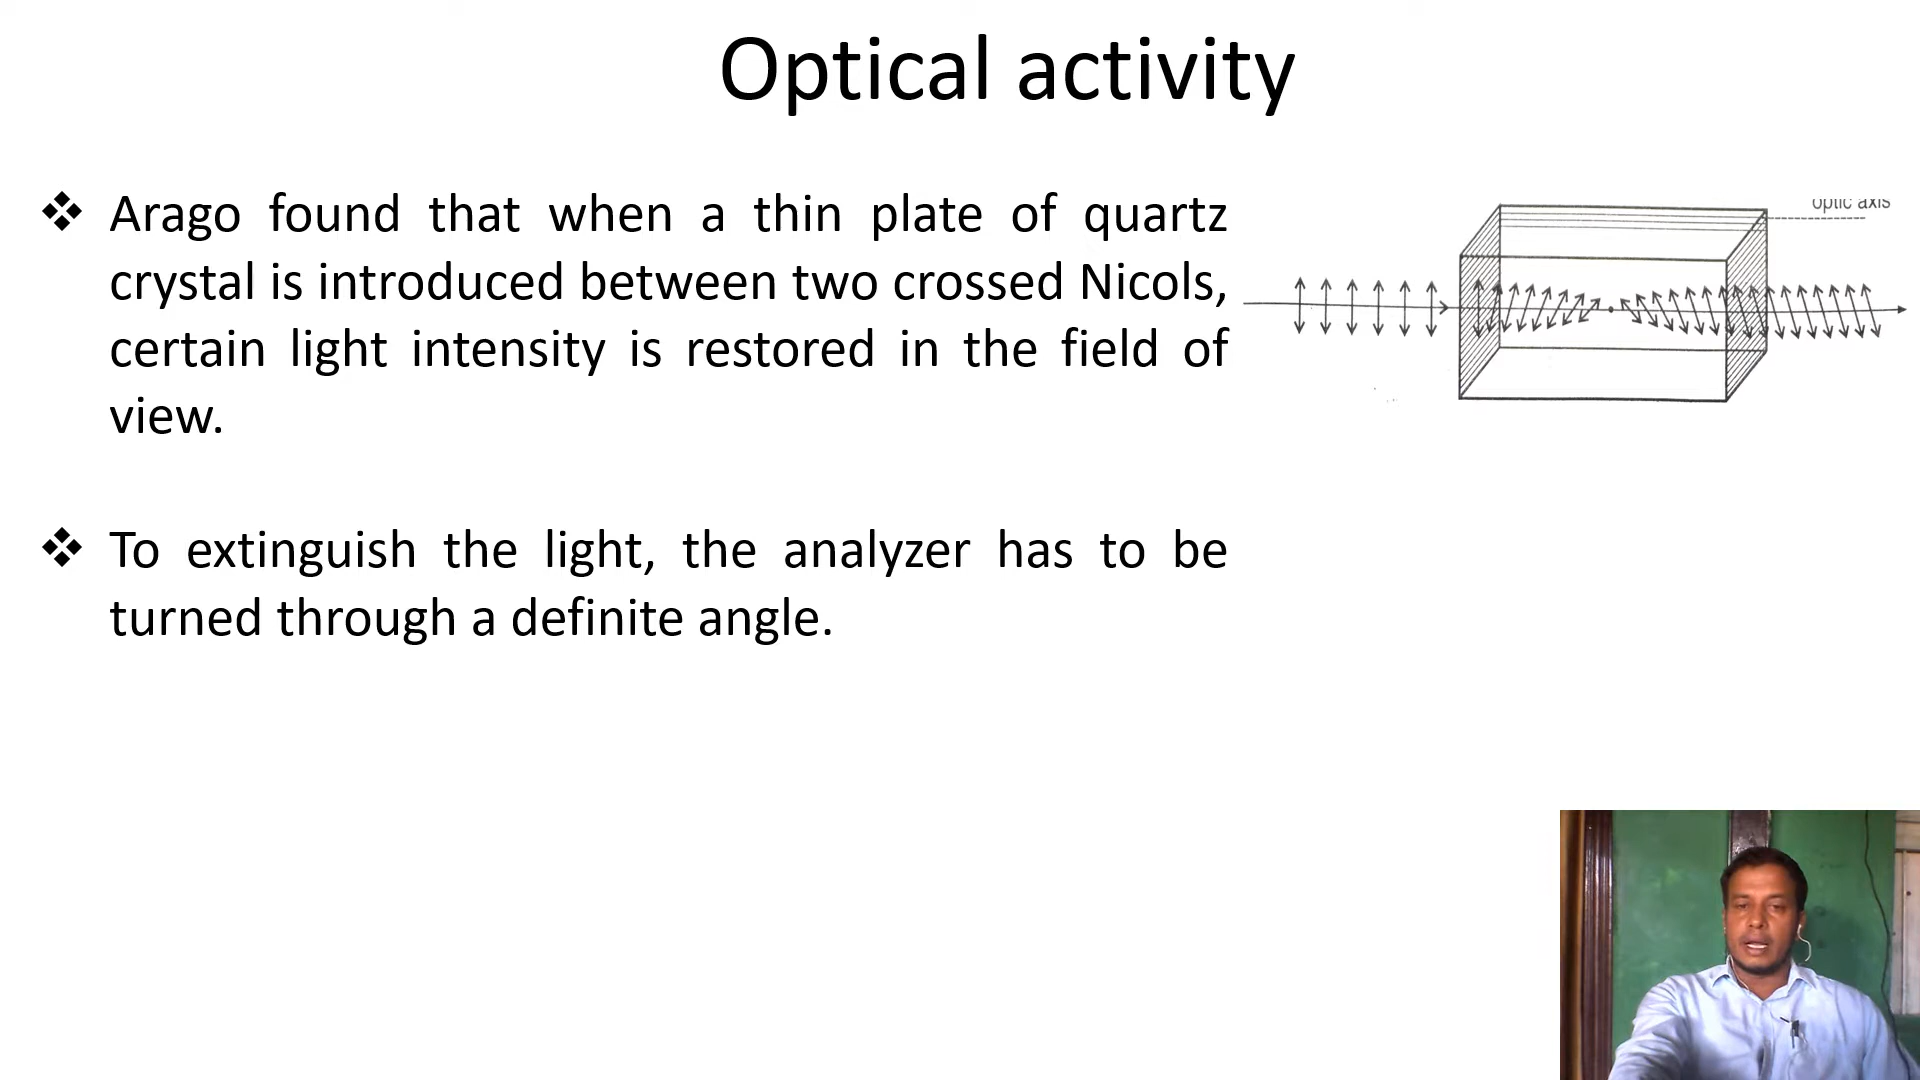 Optical activity
❖ Arago found that when a thin plate of quartz
crystal is introduced between two crossed Nicols,
certain light intensity is restored in the field of
view.
❖ To extinguish the light, the analyzer has to be
turned through a definite angle.
optic axis